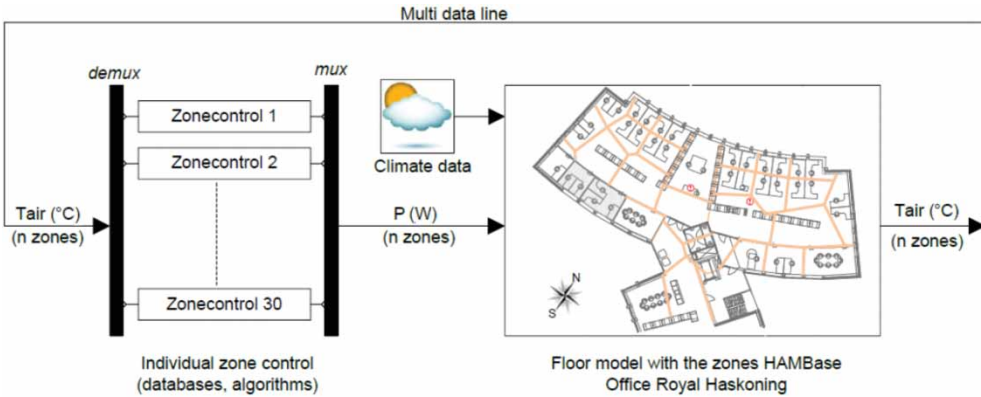 Multi data line
demux
mux
Zonecontrol 1
Zonecontrol 2
Zonecontrol 30
Climate data
Tair (°C)
(n zones)
P (W)
(n zones)
Tair (°C)
(n zones)
N
S
Individual zone control
(databases, algorithms)
Floor model with the zones HAMBase
Office Royal Haskoning